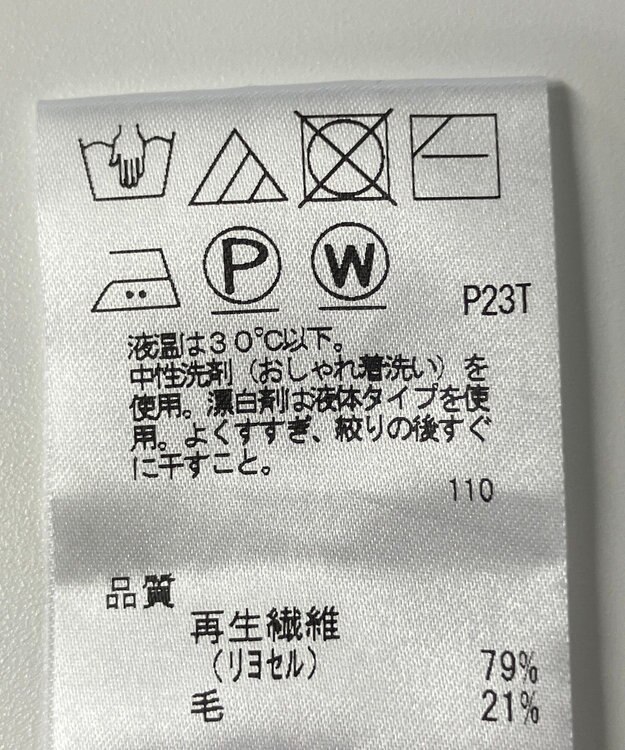 P W
P23T
液温は30℃以下。
中性洗剤（おしゃれ着洗い）を
使用。漂白剤は液体タイプを使
用。よくすすぎ、絞りの後すぐ
に干すこと。
110
品質
再生繊維
（リヨセル） 79%
毛 21%